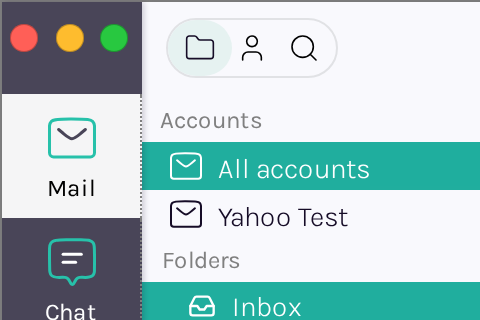 Accounts
All accounts
Mail
Yahoo Test
Folders
Inbox
Chat